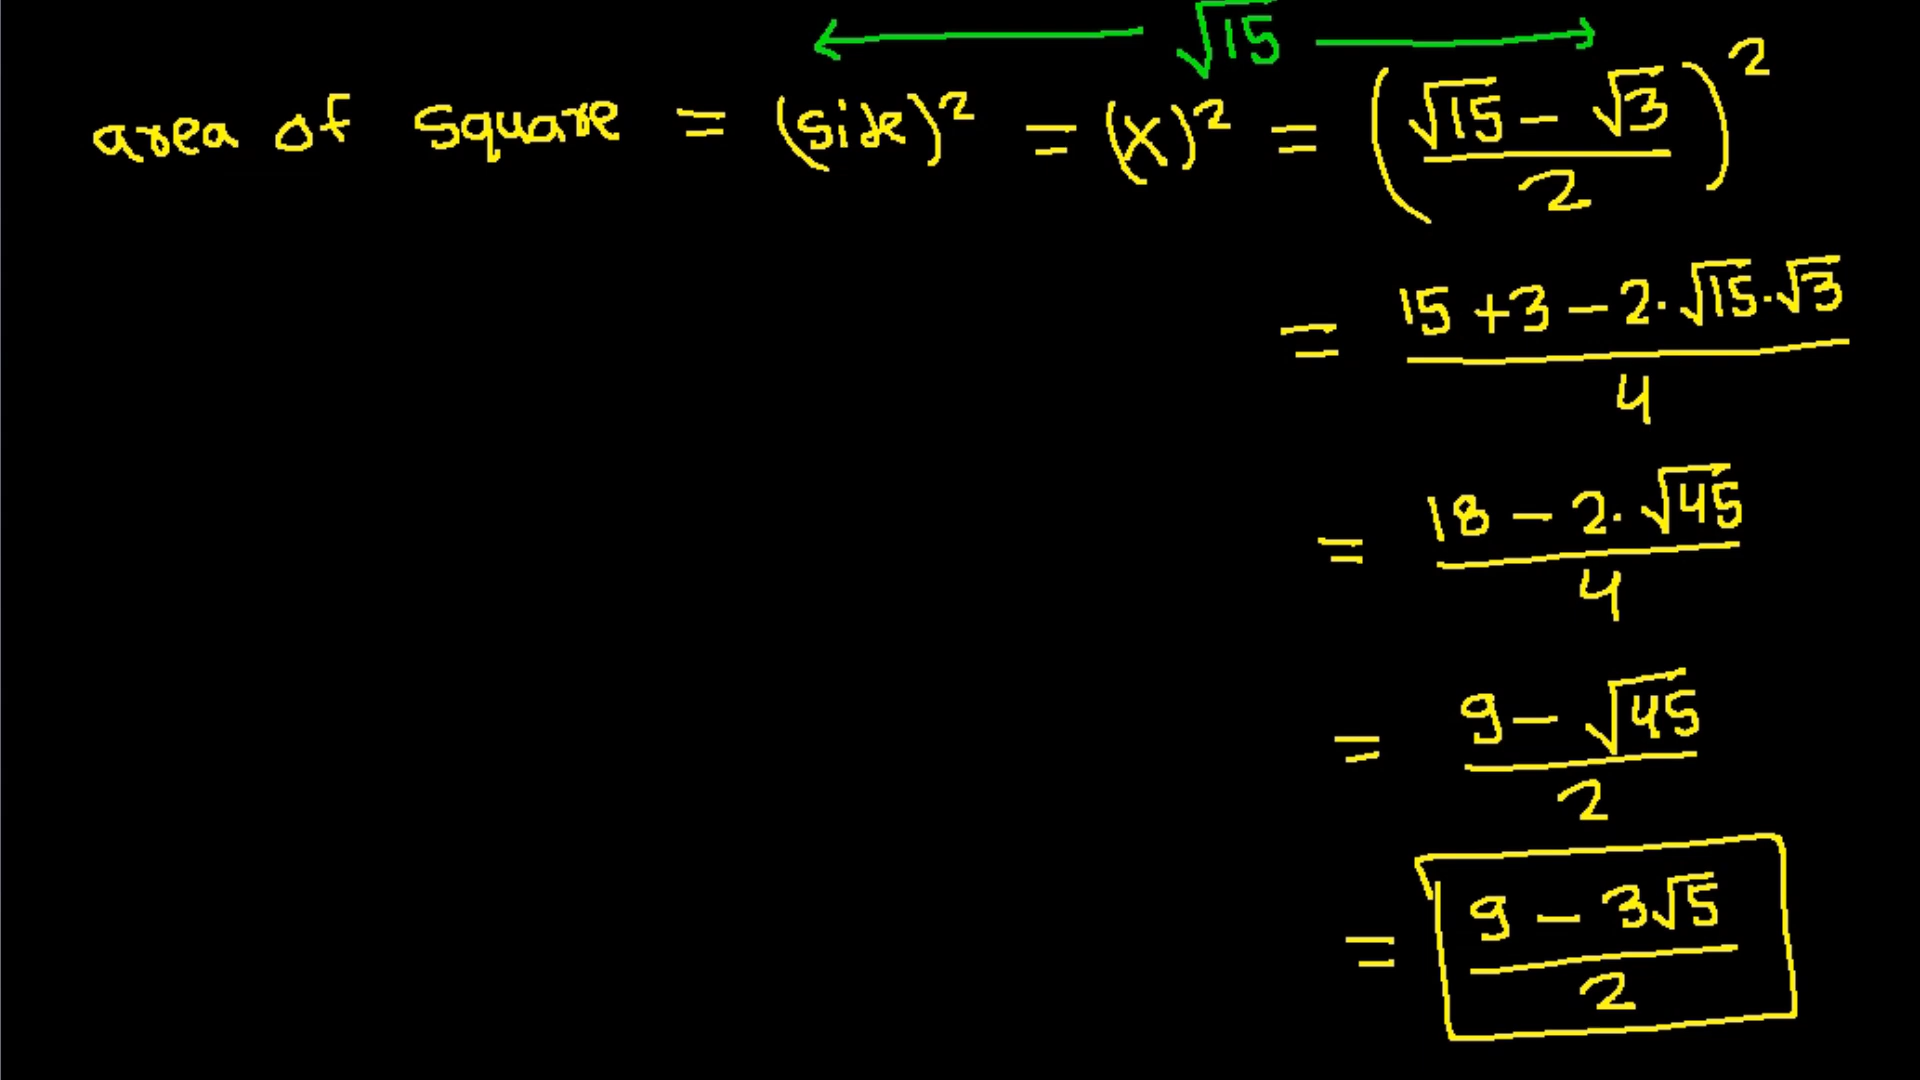 √15
area of square = (side)² = (x)² = ((√15 - √3)/2)²
= (15 + 3 - 2·√15·√3)/4
= (18 - 2·√45)/4
= (9 - √45)/2
= (9 - 3√5)/2